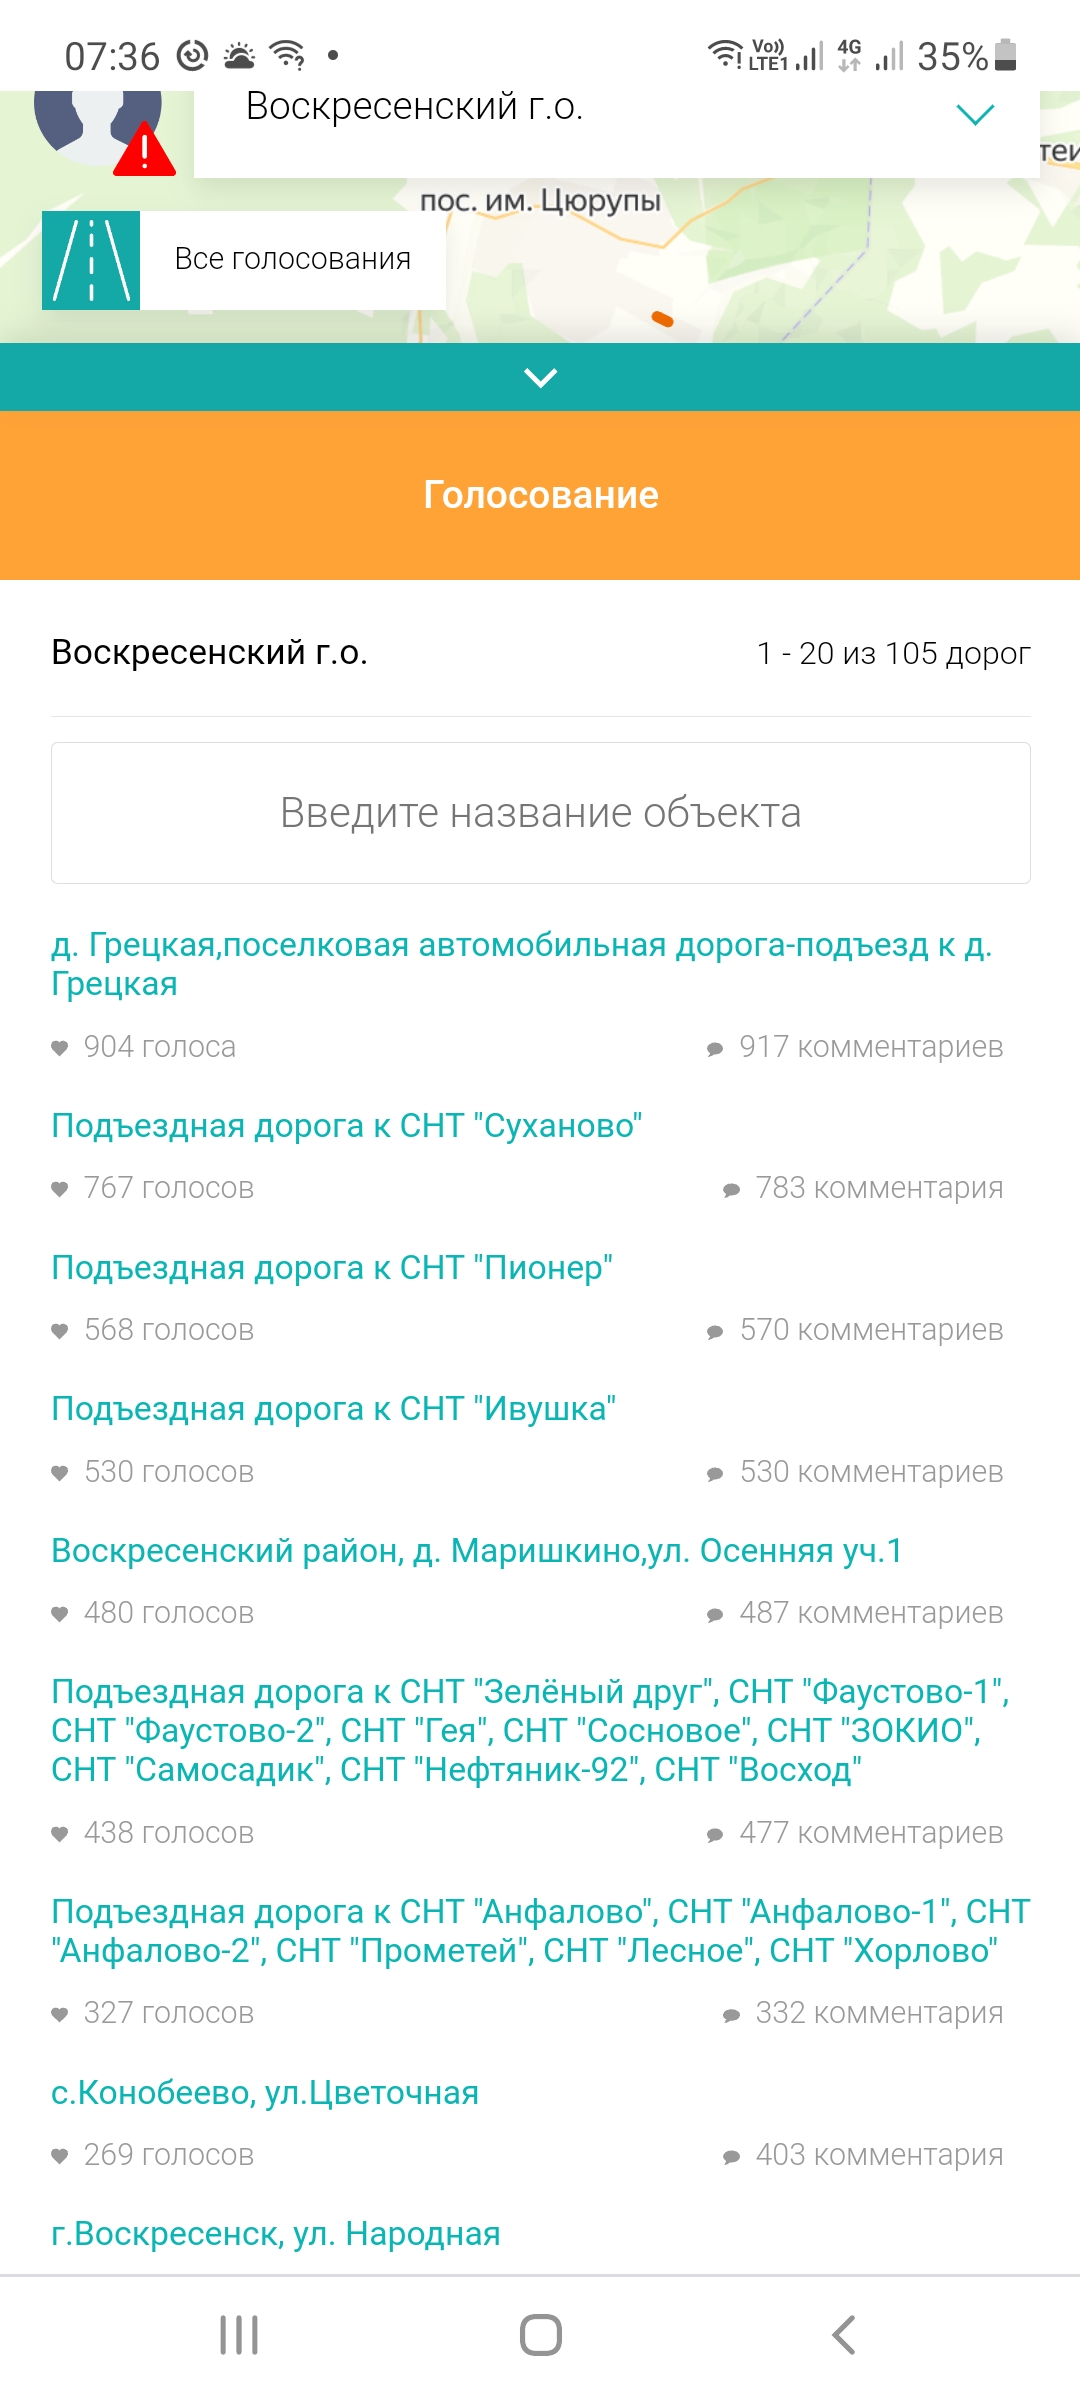 07:36
Vo))
LTE1
4G
35%
Воскресенский г.о.
пос. им. Цюрупы
Все голосования
Голосование
Воскресенский г.о.
1 - 20 из 105 дорог
Введите название объекта
д. Грецкая,поселковая автомобильная дорога-подъезд к д.
Грецкая
904 голоса
917 комментариев
Подъездная дорога к СНТ "Суханово"
767 голосов
783 комментария
Подъездная дорога к СНТ "Пионер"
568 голосов
570 комментариев
Подъездная дорога к СНТ "Ивушка"
530 голосов
530 комментариев
Воскресенский район, д. Маришкино,ул. Осенняя уч.1
480 голосов
487 комментариев
Подъездная дорога к СНТ "Зелёный друг", СНТ "Фаустово-1",
СНТ "Фаустово-2", СНТ "Гея", СНТ "Сосновое", СНТ "ЗОКИО",
СНТ "Самосадик", СНТ "Нефтяник-92", СНТ "Восход"
438 голосов
477 комментариев
Подъездная дорога к СНТ "Анфалово", СНТ "Анфалово-1", СНТ
"Анфалово-2", СНТ "Прометей", СНТ "Лесное", СНТ "Хорлово"
327 голосов
332 комментария
с.Конобеево, ул.Цветочная
269 голосов
403 комментария
г.Воскресенск, ул. Народная